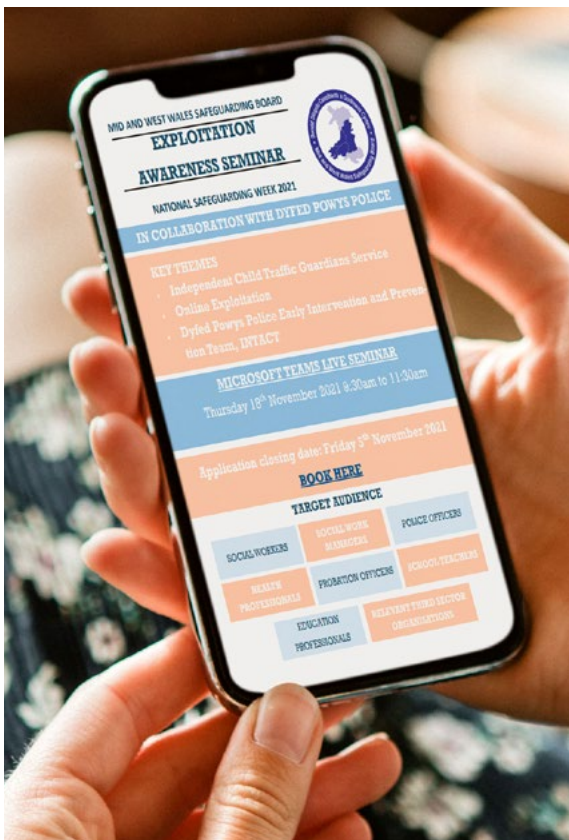 MID AND WEST WALES SAFEGUARDING BOARD
EXPLOITATION
AWARENESS SEMINAR
NATIONAL SAFEGUARDING WEEK 2021
IN COLLABORATION WITH DYFED POWYS POLICE
KEY THEMES
· Independent Child Traffic Guardians Service
· Online Exploitation
· Dyfed Powys Police Early Intervention and Preven-
tion Team, INTACT
MICROSOFT TEAMS LIVE SEMINAR
Thursday 18th November 2021 9:30am to 11:30am
Application closing date: Friday 5th November 2021
BOOK HERE
TARGET AUDIENCE
SOCIAL WORKERS
SOCIAL WORK
MANAGERS
POLICE OFFICERS
HEALTH
PROFESSIONALS
PROBATION OFFICERS
SCHOOL TEACHERS
EDUCATION
PROFESSIONALS
RELEVANT THIRD SECTOR
ORGANISATIONS